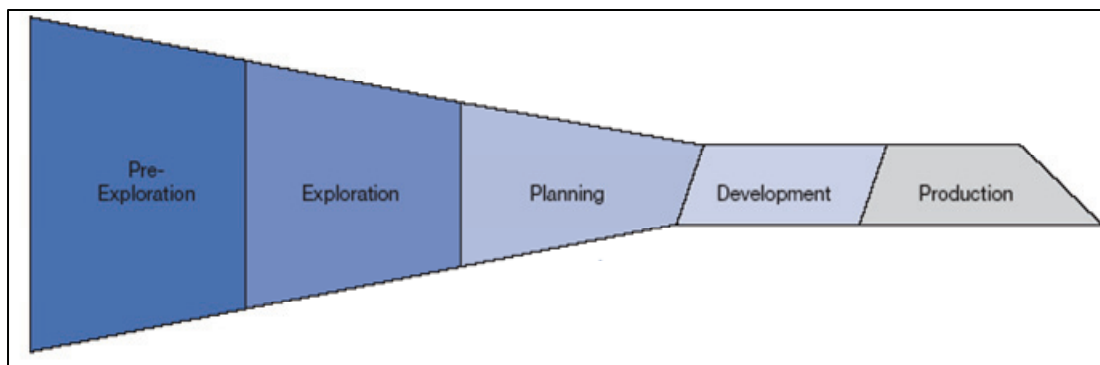 Pre-
Exploration
Exploration
Planning
Development
Production